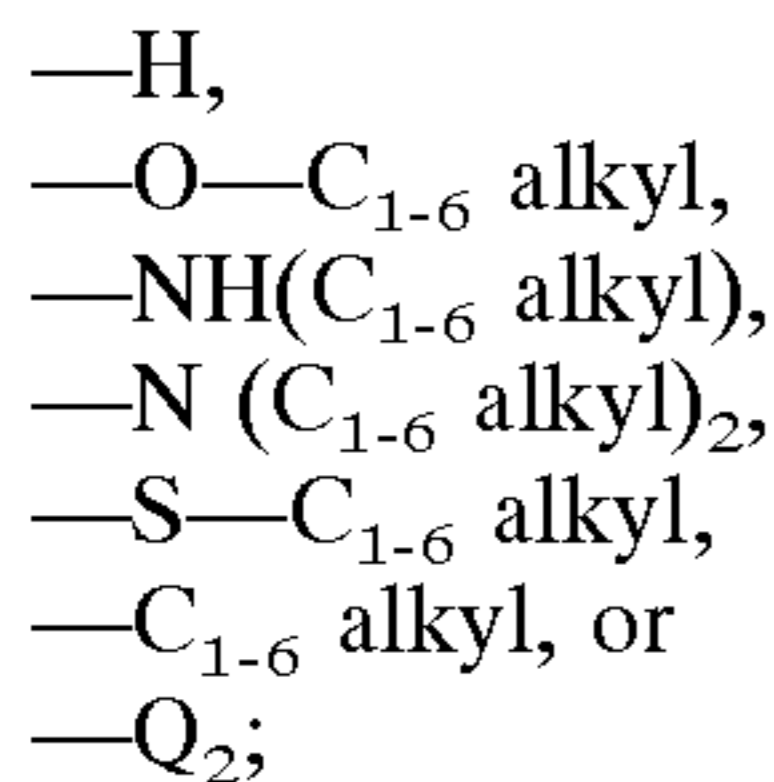 —H,
—O—C₁₋₆ alkyl,
—NH(C₁₋₆ alkyl),
—N (C₁₋₆ alkyl)₂,
—S—C₁₋₆ alkyl,
—C₁₋₆ alkyl, or
—Q₂;